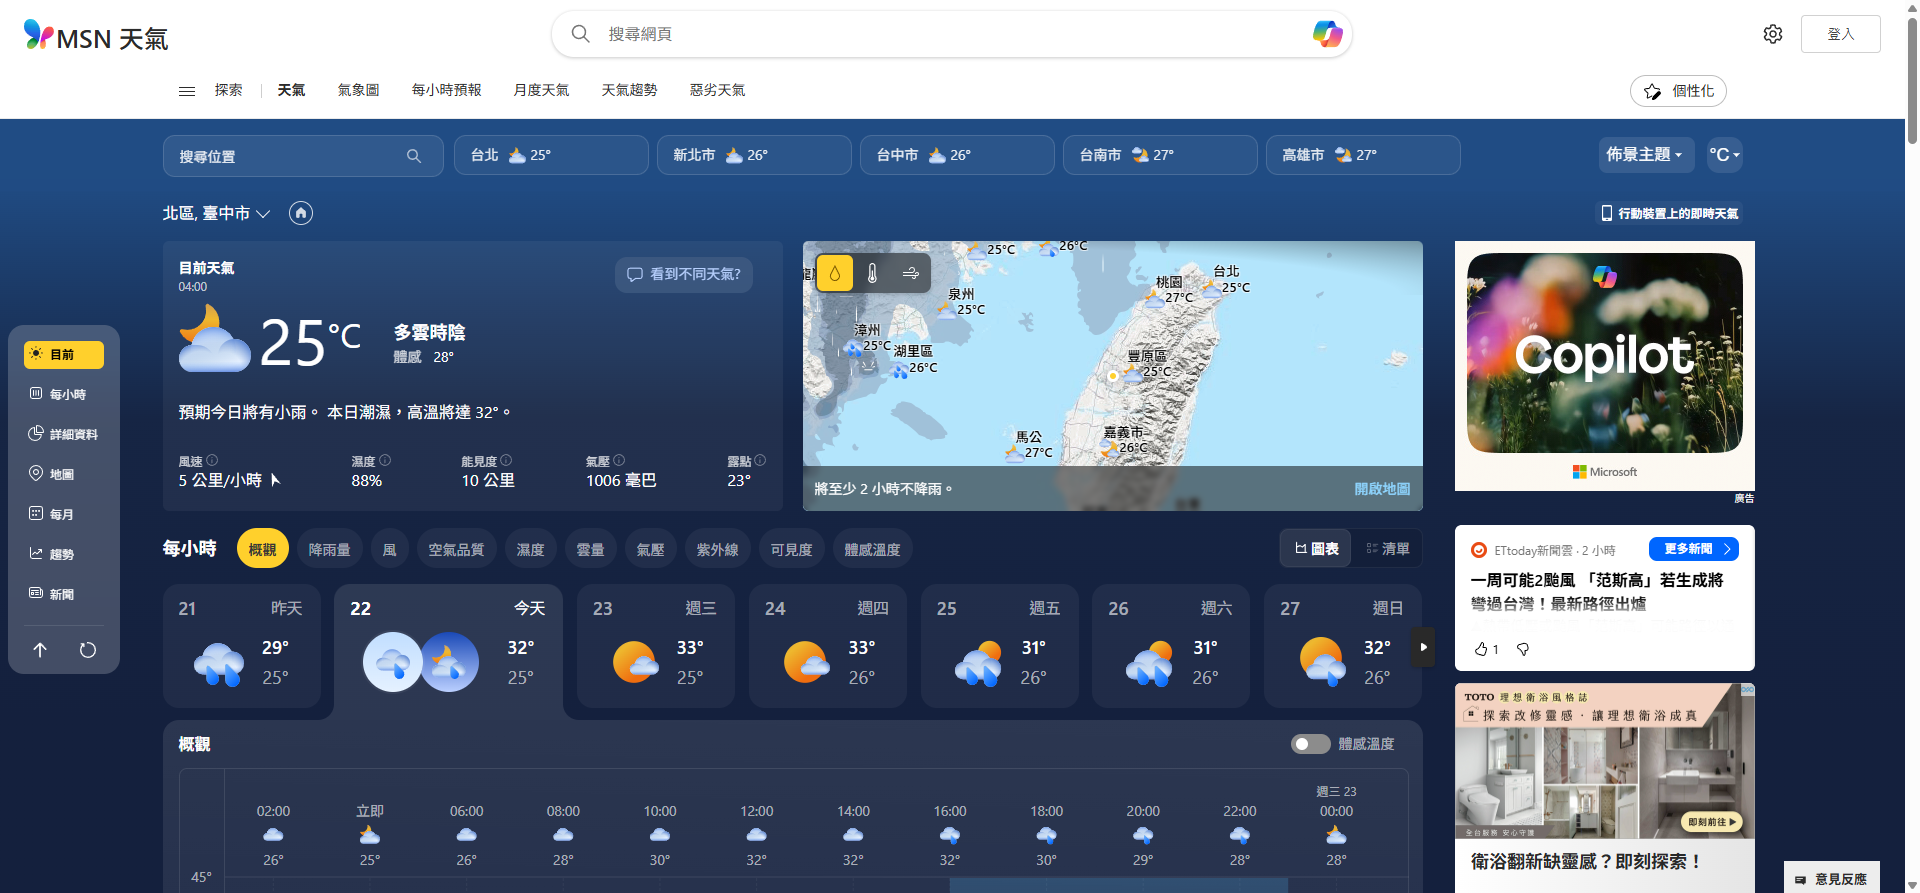 MSN 天氣
搜尋網頁
登入
探索
天氣
氣象圖
每小時預報
月度天氣
天氣趨勢
惡劣天氣
個性化
搜尋位置
台北 25°
新北市 26°
台中市 26°
台南市 27°
高雄市 27°
佈景主題
°C
北區, 臺中市
行動裝置上的即時天氣
目前
每小時
詳細資料
地圖
每月
趨勢
新聞
目前天氣
04:00
看到不同天氣?
25°C
多雲時陰
體感 28°
預期今日將有小雨。 本日潮濕，高溫將達 32°。
風速
5 公里/小時
濕度
88%
能見度
10 公里
氣壓
1006 毫巴
露點
23°
25°C
26°C
泉州
25°C
漳州
25°C
湖里區
26°C
桃園
27°C
台北
25°C
豐原區
25°C
馬公
27°C
嘉義市
26°C
將至少 2 小時不降雨。
開啟地圖
Copilot
Microsoft
廣告
每小時
概觀
降雨量
風
空氣品質
濕度
雲量
氣壓
紫外線
可見度
體感溫度
圖表
清單
21 昨天
29°
25°
22 今天
32°
25°
23 週三
33°
25°
24 週四
33°
26°
25 週五
31°
26°
26 週六
31°
26°
27 週日
32°
26°
概觀
體感溫度
週三 23
02:00 立即 06:00 08:00 10:00 12:00 14:00 16:00 18:00 20:00 22:00 00:00
26° 25° 26° 28° 30° 32° 32° 32° 30° 29° 28° 28°
45°
ETtoday新聞雲 · 2 小時
更多新聞
一周可能2颱風 「范斯高」若生成將
彎過台灣！最新路徑出爐
1
TOTO 理想衛浴風格誌
探索改修靈感 · 讓理想衛浴成真
全台服務 安心守護
即刻前往
衛浴翻新缺靈感？即刻探索！
意見反應